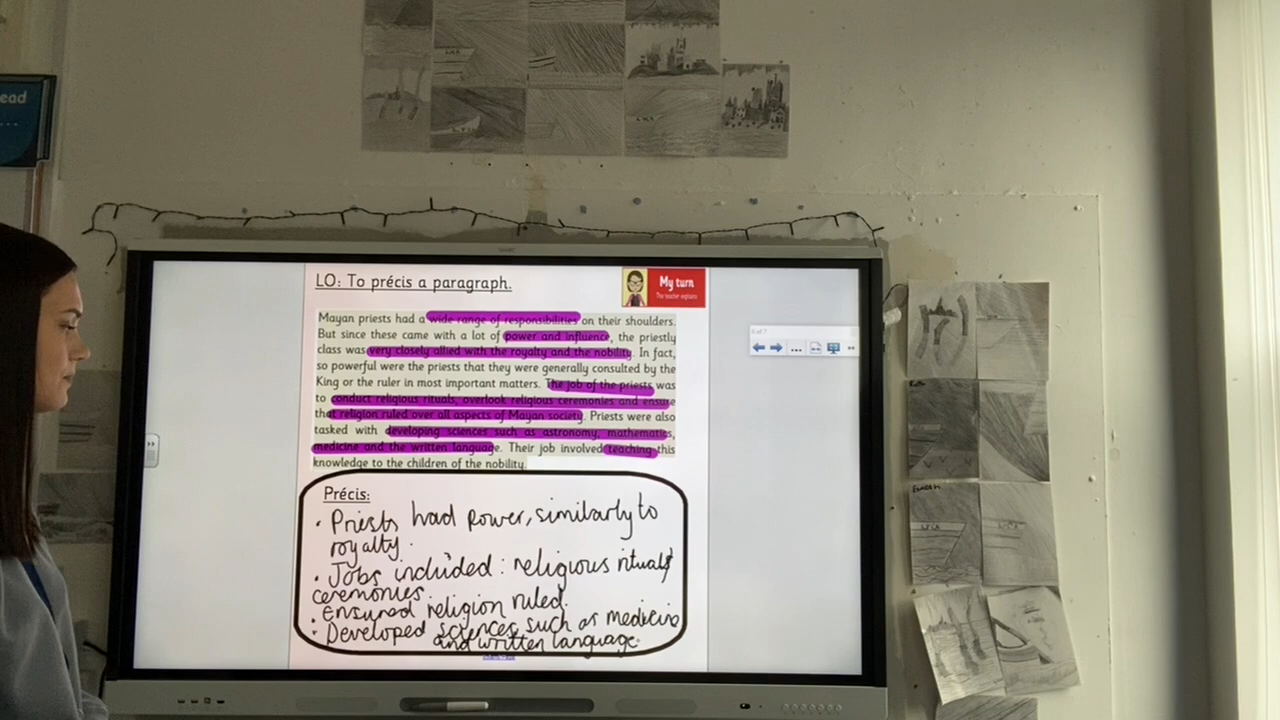 ead
LO: To précis a paragraph.
My turn
The teacher explains
Mayan priests had a wide range of responsibilities on their shoulders.
But since these came with a lot of power and influence, the priestly
class was very closely allied with the royalty and the nobility. In fact,
so powerful were the priests that they were generally consulted by the
King or the ruler in most important matters. The job of the priests was
to conduct religious rituals, overlook religious ceremonies and ensure
that religion ruled over all aspects of Mayan society. Priests were also
tasked with developing sciences such as astronomy, mathematics,
medicine and the written language. Their job involved teaching this
knowledge to the children of the nobility.
Précis:
• Priests had power, similarly to
royalty.
• Jobs included: religious rituals
ceremonies.
• Ensured religion ruled.
• Developed sciences such as medicine
and written language.